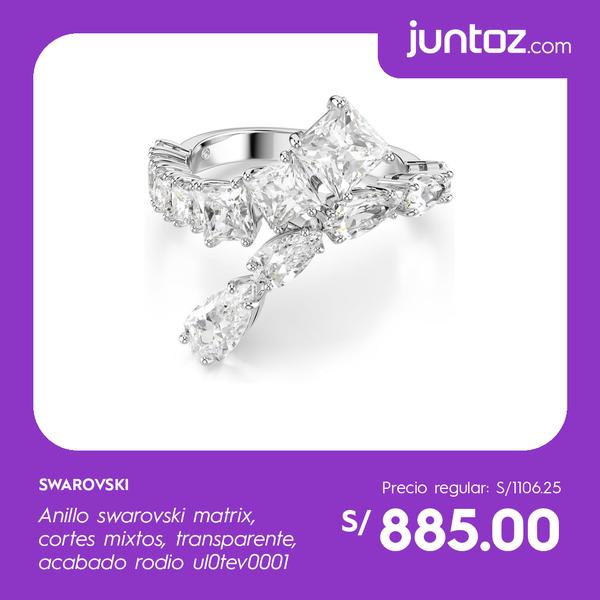 juntoz.com
SWAROVSKI
Anillo swarovski matrix,
cortes mixtos, transparente,
acabado rodio ul0tev0001
Precio regular: S/1106.25
S/ 885.00